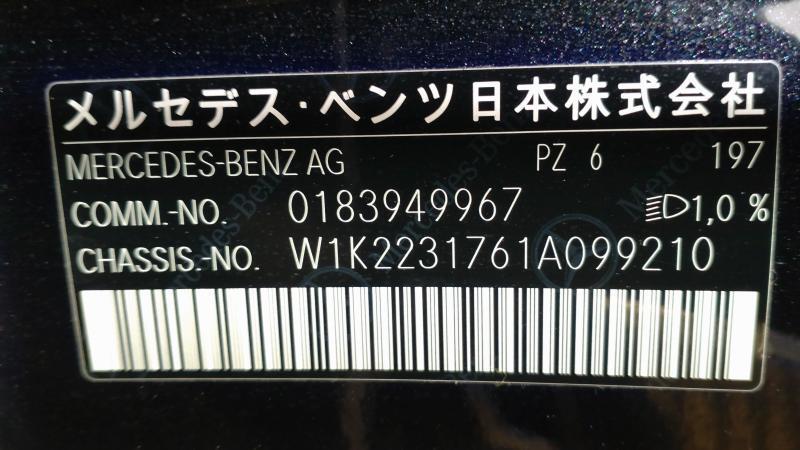 メルセデス・ベンツ日本株式会社
MERCEDES-BENZ AG PZ 6 197
COMM.-NO. 0183949967 1,0 %
CHASSIS.-NO. W1K2231761A099210